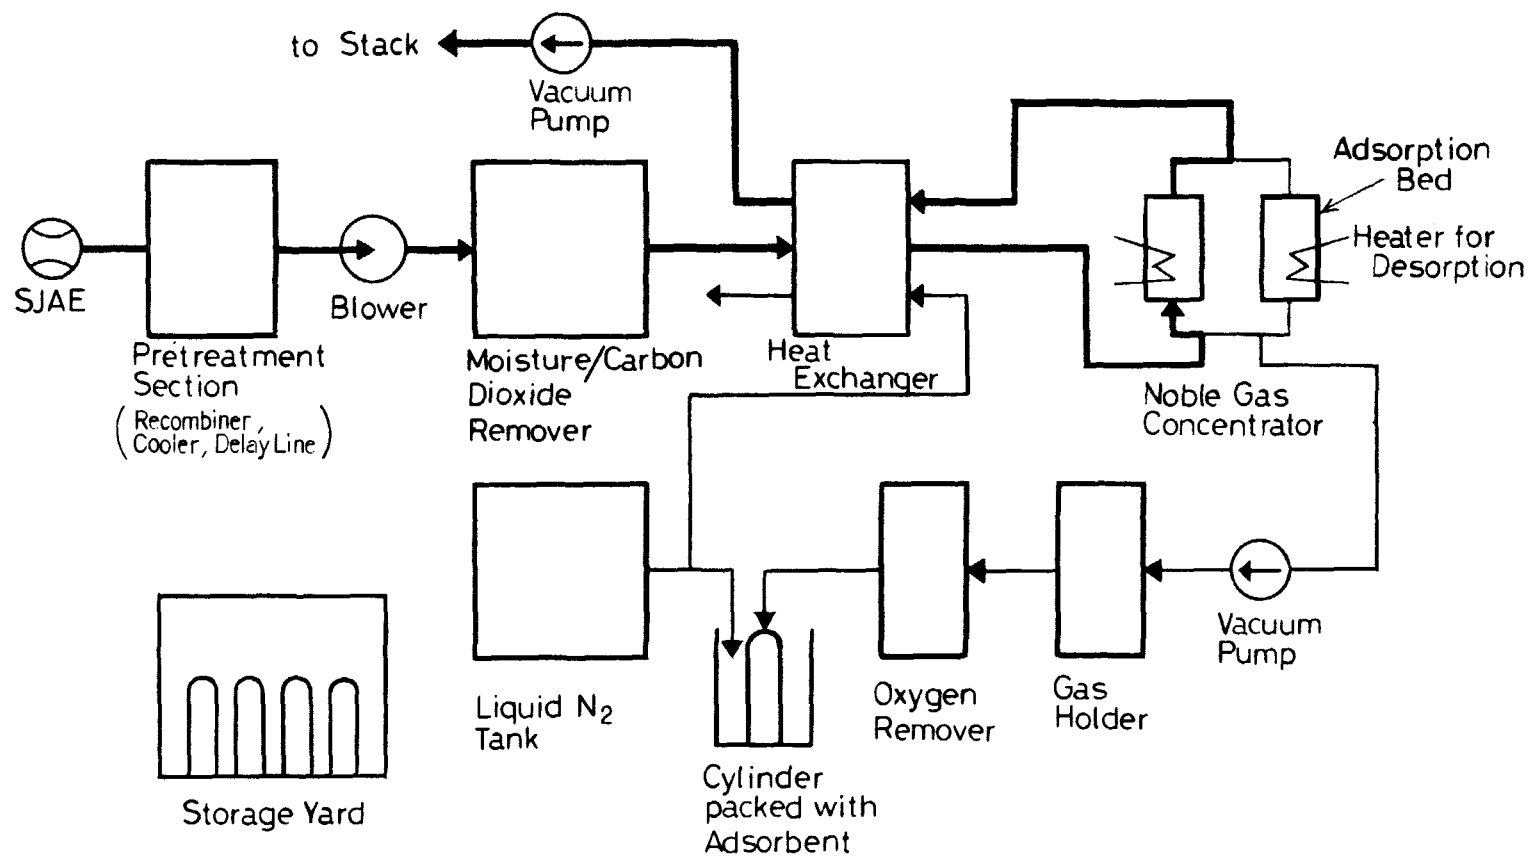 to Stack
Vacuum
Pump
Adsorption
Bed
Heater for
Desorption
SJAE
Blower
Pretreatment
Section
(Recombiner,
Cooler, Delay Line)
Moisture/Carbon
Dioxide
Remover
Heat
Exchanger
Noble Gas
Concentrator
Liquid N₂
Tank
Oxygen
Remover
Gas
Holder
Vacuum
Pump
Cylinder
packed with
Adsorbent
Storage Yard